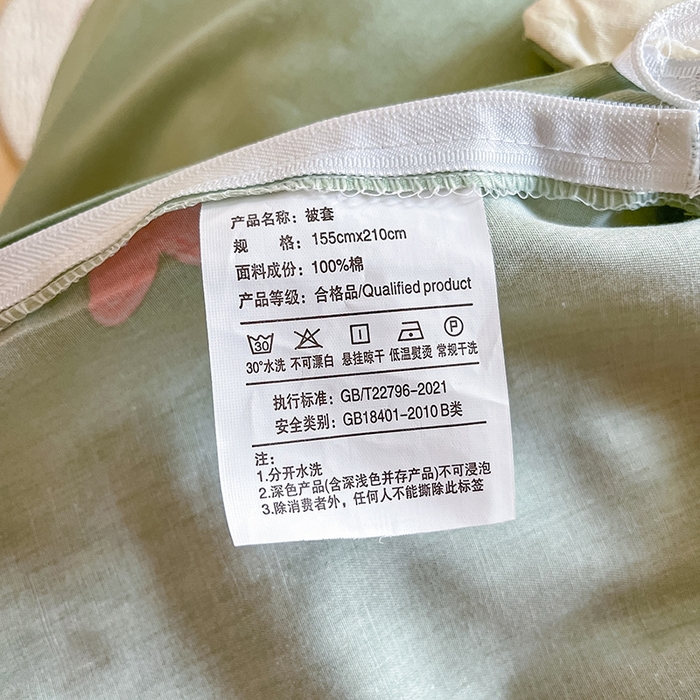 产品名称：被套
规 格：155cmx210cm
面料成份：100%棉
产品等级：合格品/Qualified product
30 P
30°水洗 不可漂白 悬挂晾干 低温熨烫 常规干洗
执行标准：GB/T22796-2021
安全类别：GB18401-2010 B类
注：
1.分开水洗
2.深色产品(含深浅色并存产品)不可浸泡
3.除消费者外，任何人不能撕除此标签